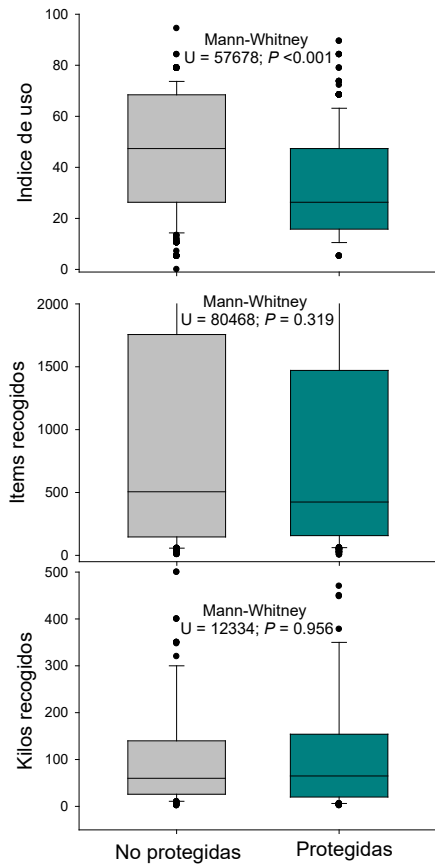 100
80
60
40
20
0
Indice de uso
Mann-Whitney
U = 57678; P <0.001
2000
1500
1000
500
0
Items recogidos
Mann-Whitney
U = 80468; P = 0.319
500
400
300
200
100
0
Kilos recogidos
Mann-Whitney
U = 12334; P = 0.956
No protegidas
Protegidas